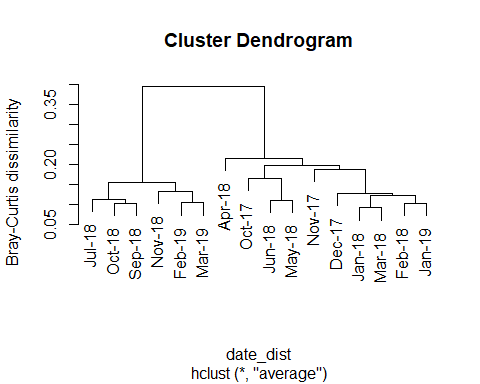 Cluster Dendrogram
Bray-Curtis dissimilarity
0.05 0.20 0.35
Jul-18
Oct-18
Sep-18
Nov-18
Feb-19
Mar-19
Apr-18
Oct-17
Jun-18
May-18
Nov-17
Dec-17
Jan-18
Mar-18
Feb-18
Jan-19
date_dist
hclust (*, "average")